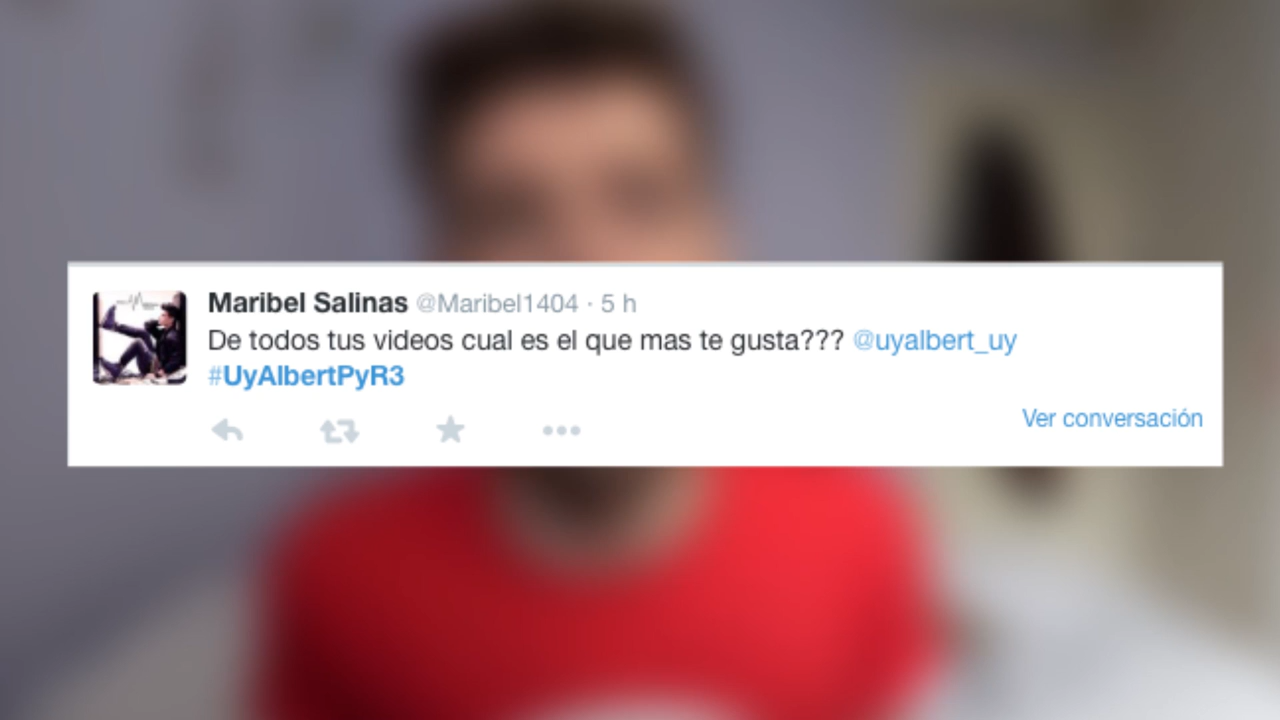 Maribel Salinas @Maribel1404 · 5 h
De todos tus videos cual es el que mas te gusta??? @uyalbert_uy
#UyAlbertPyR3
Ver conversación